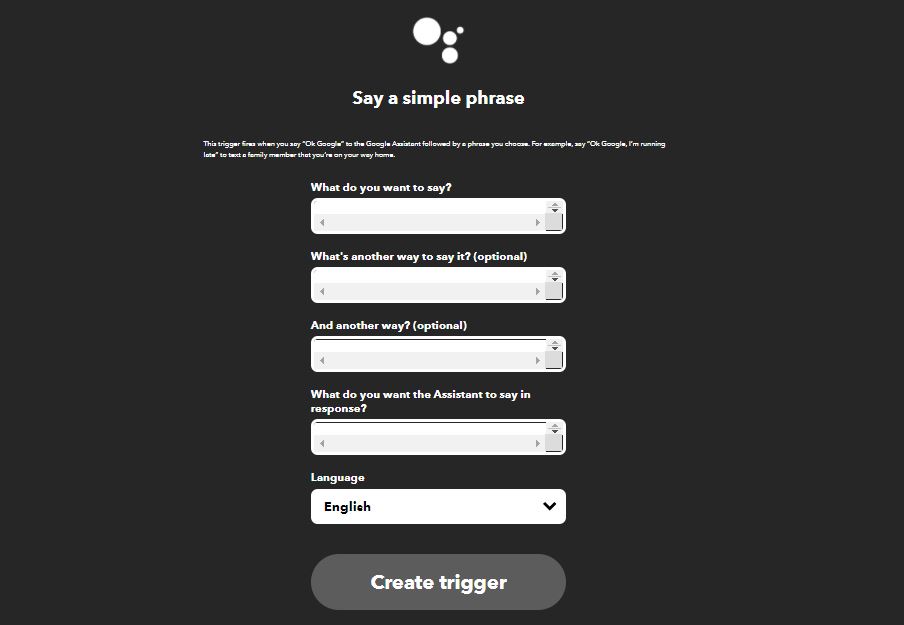 Say a simple phrase
This trigger fires when you say "Ok Google" to the Google Assistant followed by a phrase you choose. For example, say "Ok Google, I'm running
late" to text a family member that you're on your way home.
What do you want to say?
What's another way to say it? (optional)
And another way? (optional)
What do you want the Assistant to say in
response?
Language
English
Create trigger